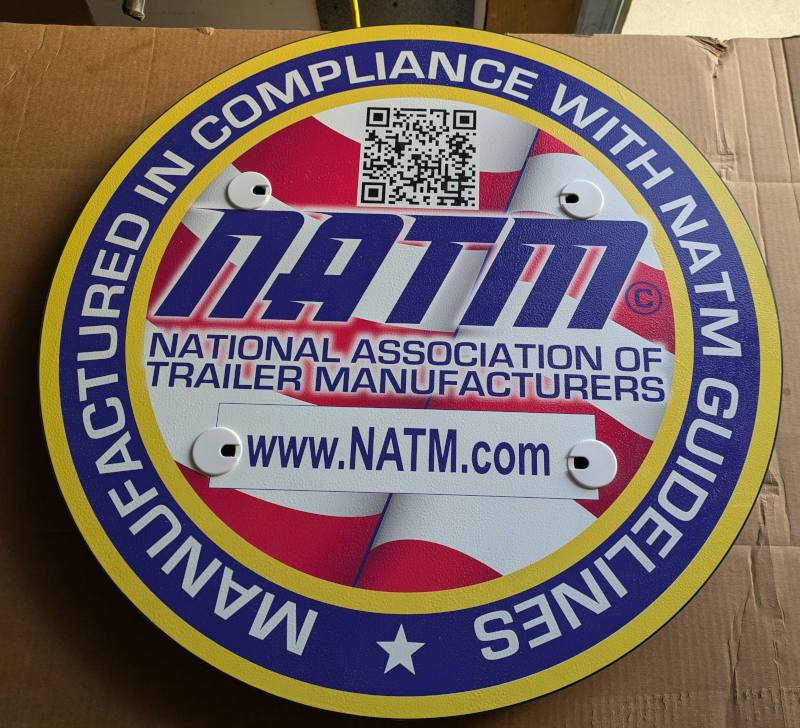 MANUFACTURED IN COMPLIANCE WITH NATM GUIDELINES
NATM
©
NATIONAL ASSOCIATION OF
TRAILER MANUFACTURERS
www.NATM.com